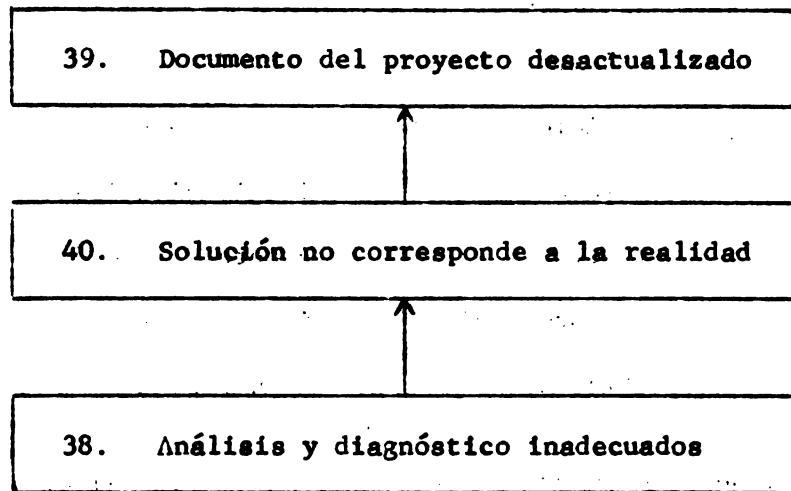 39. Documento del proyecto desactualizado
40. Solución no corresponde a la realidad
38. Análisis y diagnóstico inadecuados